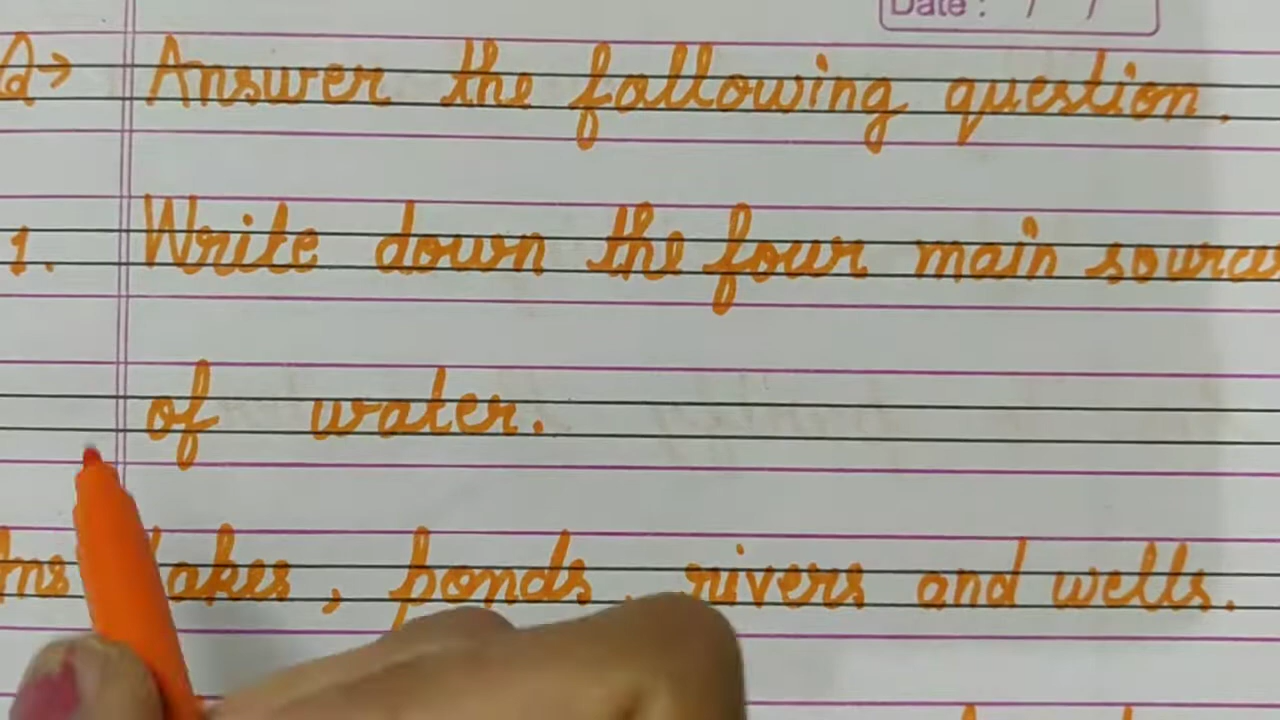 Date : / /
Q→ Answer the following question.
1. Write down the four main sources
of water.
Ans Lakes, ponds, rivers and wells.